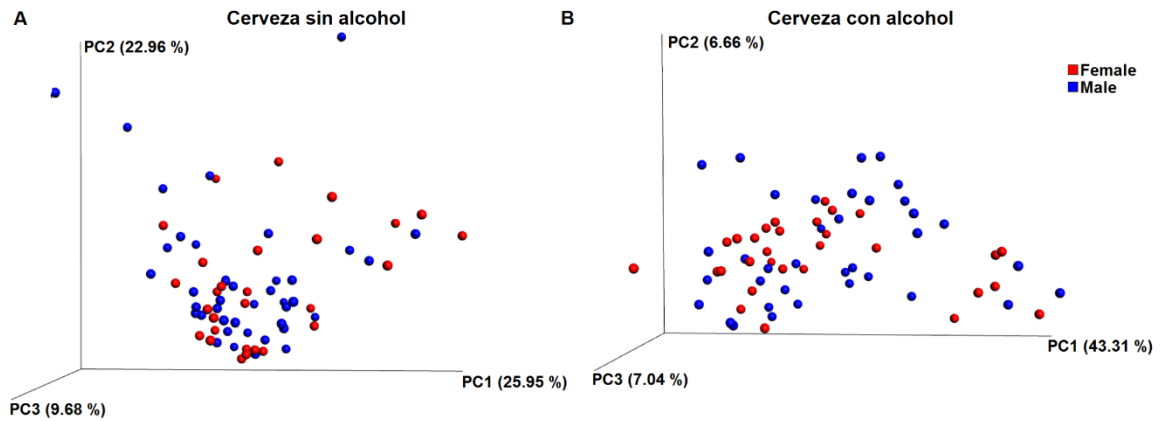 A
Cerveza sin alcohol
PC2 (22.96 %)
PC1 (25.95 %)
PC3 (9.68 %)
B
Cerveza con alcohol
PC2 (6.66 %)
Female
Male
PC1 (43.31 %)
PC3 (7.04 %)